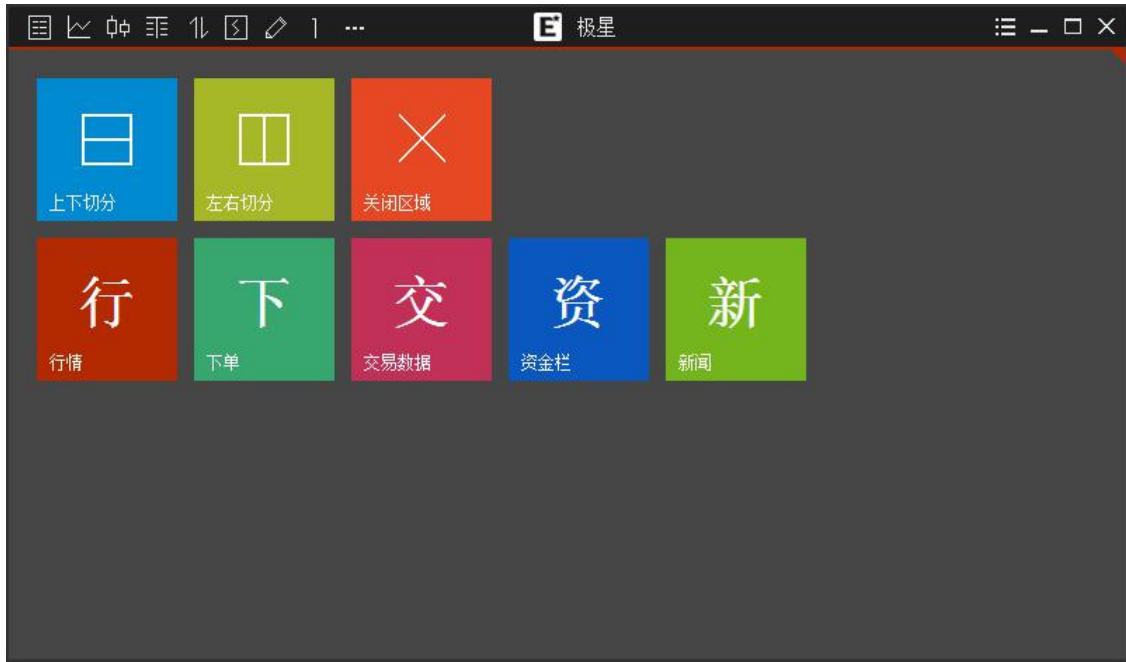 1
E 极星
上下切分
左右切分
关闭区域
行
下
交
资
新
行情
下单
交易数据
资金栏
新闻